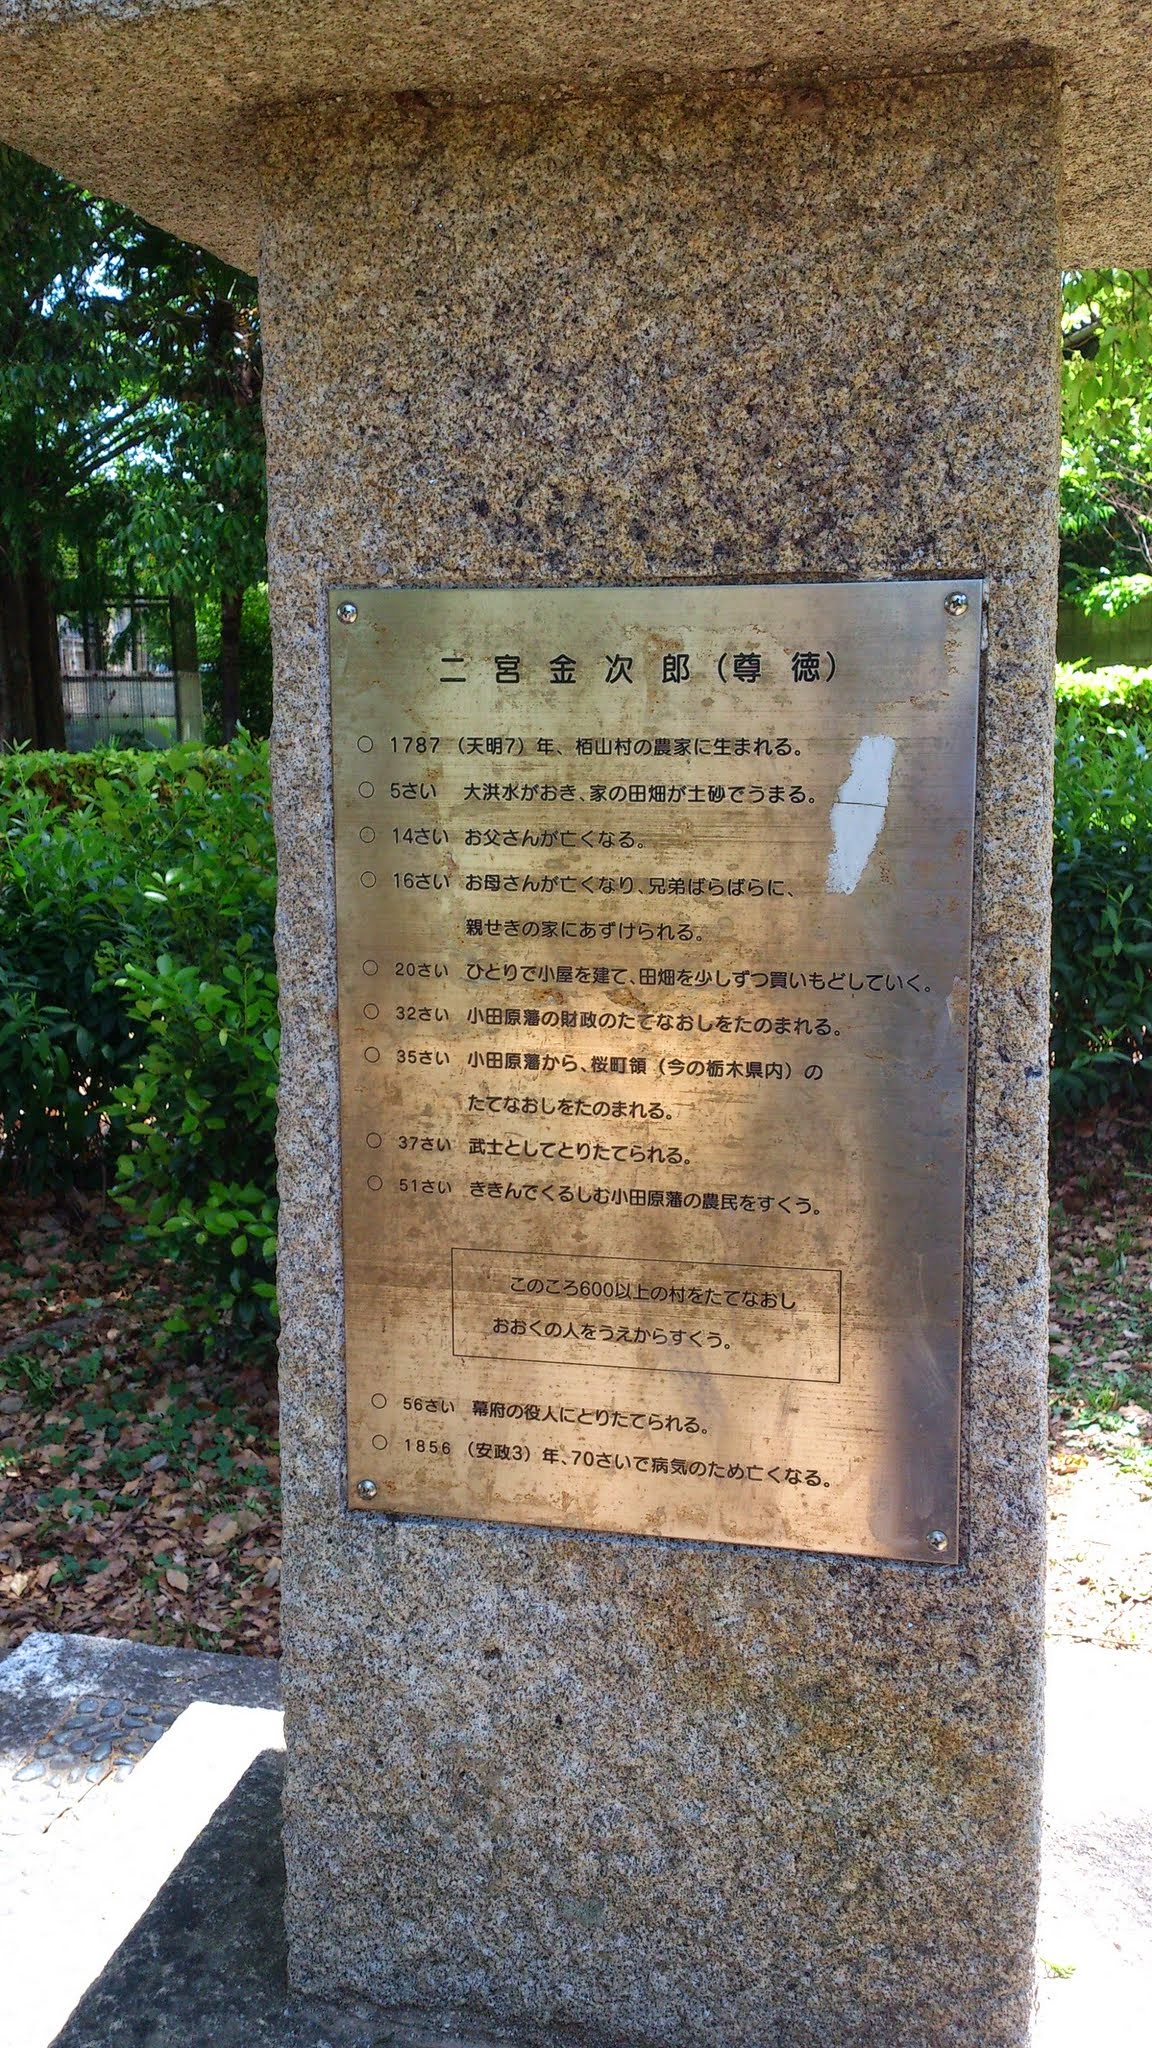 二宮金次郎（尊徳）
○ 1787（天明7）年、栢山村の農家に生まれる。
○ 5さい 大洪水がおき、家の田畑が土砂でうまる。
○ 14さい お父さんが亡くなる。
○ 16さい お母さんが亡くなり、兄弟ばらばらに、
親せきの家にあずけられる。
○ 20さい ひとりで小屋を建て、田畑を少しずつ買いもどしていく。
○ 32さい 小田原藩の財政のたてなおしをたのまれる。
○ 35さい 小田原藩から、桜町領（今の栃木県内）の
たてなおしをたのまれる。
○ 37さい 武士としてとりたてられる。
○ 51さい ききんでくるしむ小田原藩の農民をすくう。
このころ600以上の村をたてなおし
おおくの人をうえからすくう。
○ 56さい 幕府の役人にとりたてられる。
○ 1856（安政3）年、70さいで病気のため亡くなる。